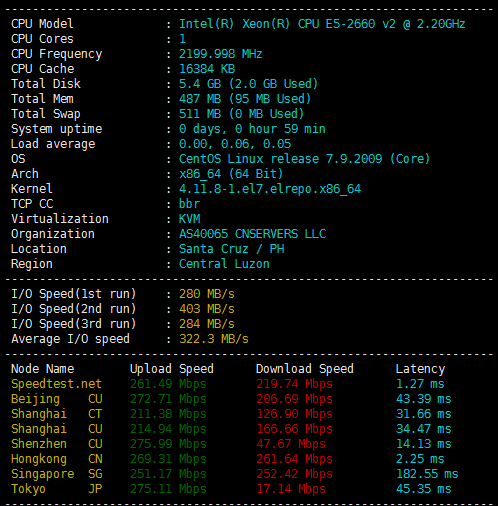 ----------------------------------------------------------------------
CPU Model            : Intel(R) Xeon(R) CPU E5-2660 v2 @ 2.20GHz
CPU Cores            : 1
CPU Frequency        : 2199.998 MHz
CPU Cache            : 16384 KB
Total Disk           : 5.4 GB (2.0 GB Used)
Total Mem            : 487 MB (95 MB Used)
Total Swap           : 511 MB (0 MB Used)
System uptime        : 0 days, 0 hour 59 min
Load average         : 0.00, 0.06, 0.05
OS                   : CentOS Linux release 7.9.2009 (Core)
Arch                 : x86_64 (64 Bit)
Kernel               : 4.11.8-1.el7.elrepo.x86_64
TCP CC               : bbr
Virtualization       : KVM
Organization         : AS40065 CNSERVERS LLC
Location             : Santa Cruz / PH
Region               : Central Luzon
----------------------------------------------------------------------
I/O Speed(1st run)   : 280 MB/s
I/O Speed(2nd run)   : 403 MB/s
I/O Speed(3rd run)   : 284 MB/s
Average I/O speed    : 322.3 MB/s
----------------------------------------------------------------------
Node Name        Upload Speed      Download Speed      Latency
Speedtest.net    261.49 Mbps       219.74 Mbps         1.27 ms
Beijing    CU    272.71 Mbps       206.69 Mbps         43.39 ms
Shanghai   CT    211.38 Mbps       126.90 Mbps         31.66 ms
Shanghai   CU    214.94 Mbps       166.66 Mbps         34.47 ms
Shenzhen   CU    275.99 Mbps       47.67 Mbps          14.13 ms
Hongkong   CN    269.31 Mbps       261.64 Mbps         2.25 ms
Singapore  SG    251.17 Mbps       252.42 Mbps         182.55 ms
Tokyo      JP    275.11 Mbps       17.14 Mbps          45.35 ms
----------------------------------------------------------------------